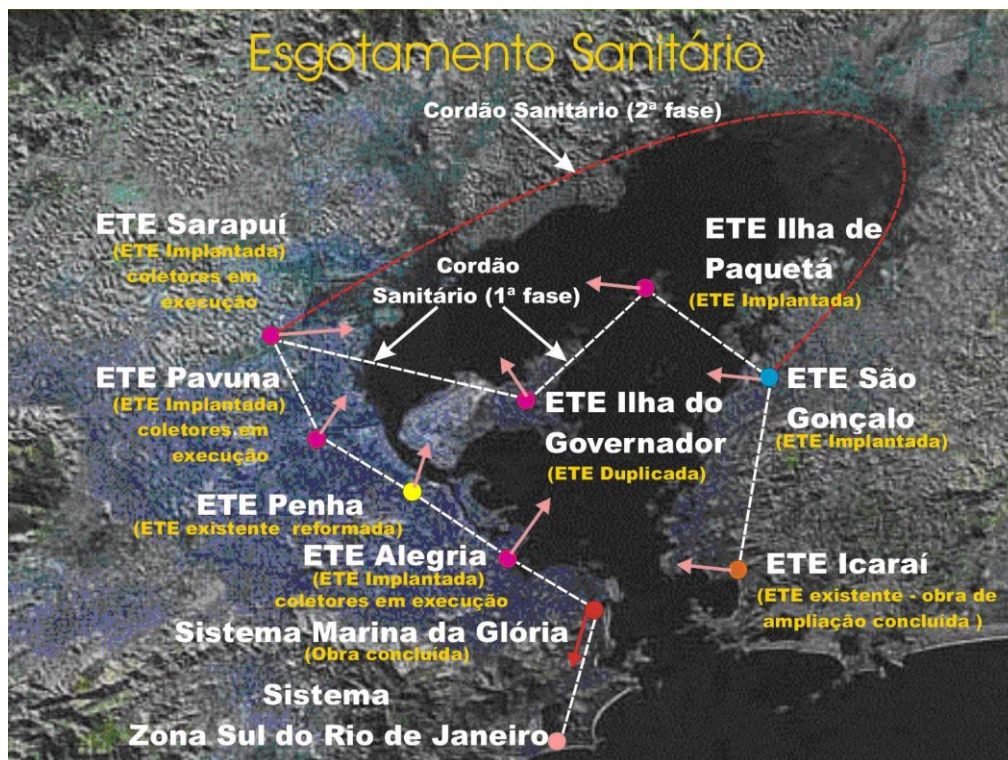 Esgotamento Sanitário
Cordão Sanitário (2ª fase)
ETE Sarapuí
(ETE Implantada)
coletores em
execução
Cordão
Sanitário (1ª fase)
ETE Ilha de
Paquetá
(ETE Implantada)
ETE Pavuna
(ETE Implantada)
coletores em
execução
ETE Ilha do
Governador
(ETE Duplicada)
ETE São
Gonçalo
(ETE Implantada)
ETE Penha
(ETE existente reformada)
ETE Alegria
(ETE Implantada)
coletores em execução
ETE Icaraí
(ETE existente - obra de
ampliação concluída )
Sistema Marina da Glória
(Obra concluída)
Sistema
Zona Sul do Rio de Janeiro